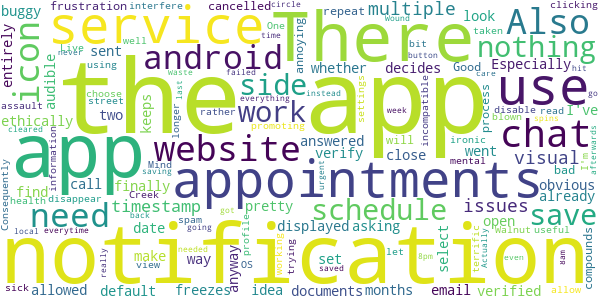 frustration interfere cancelled circle clicking
buggy repeat multiple look
service there Also
icon android nothing
entirely sent One annoying bit taken Especially
Live audible using well never time whether decides Good
the app use
side keeps
assault ethically choose street two last longer rather work button process will wound incompatible go hit I've
app website chat
cleared waste failed everything instead answered verify went close care week blown ironic read disable
information call finally promoting settings mental visual
appointments
Consequently health find disappear Mind saving Creek urgent bad obvious already
need timestamp pretty issues save
local everytime back spam needed got going schedule open spins I'm afterwards
really date make way view profile working displayed asking trying let select terrific Walnut useful
notification
set Actually even compounds
sick allowed default anyway freezes OS idea documents saved months 8pm email verified 8am allow